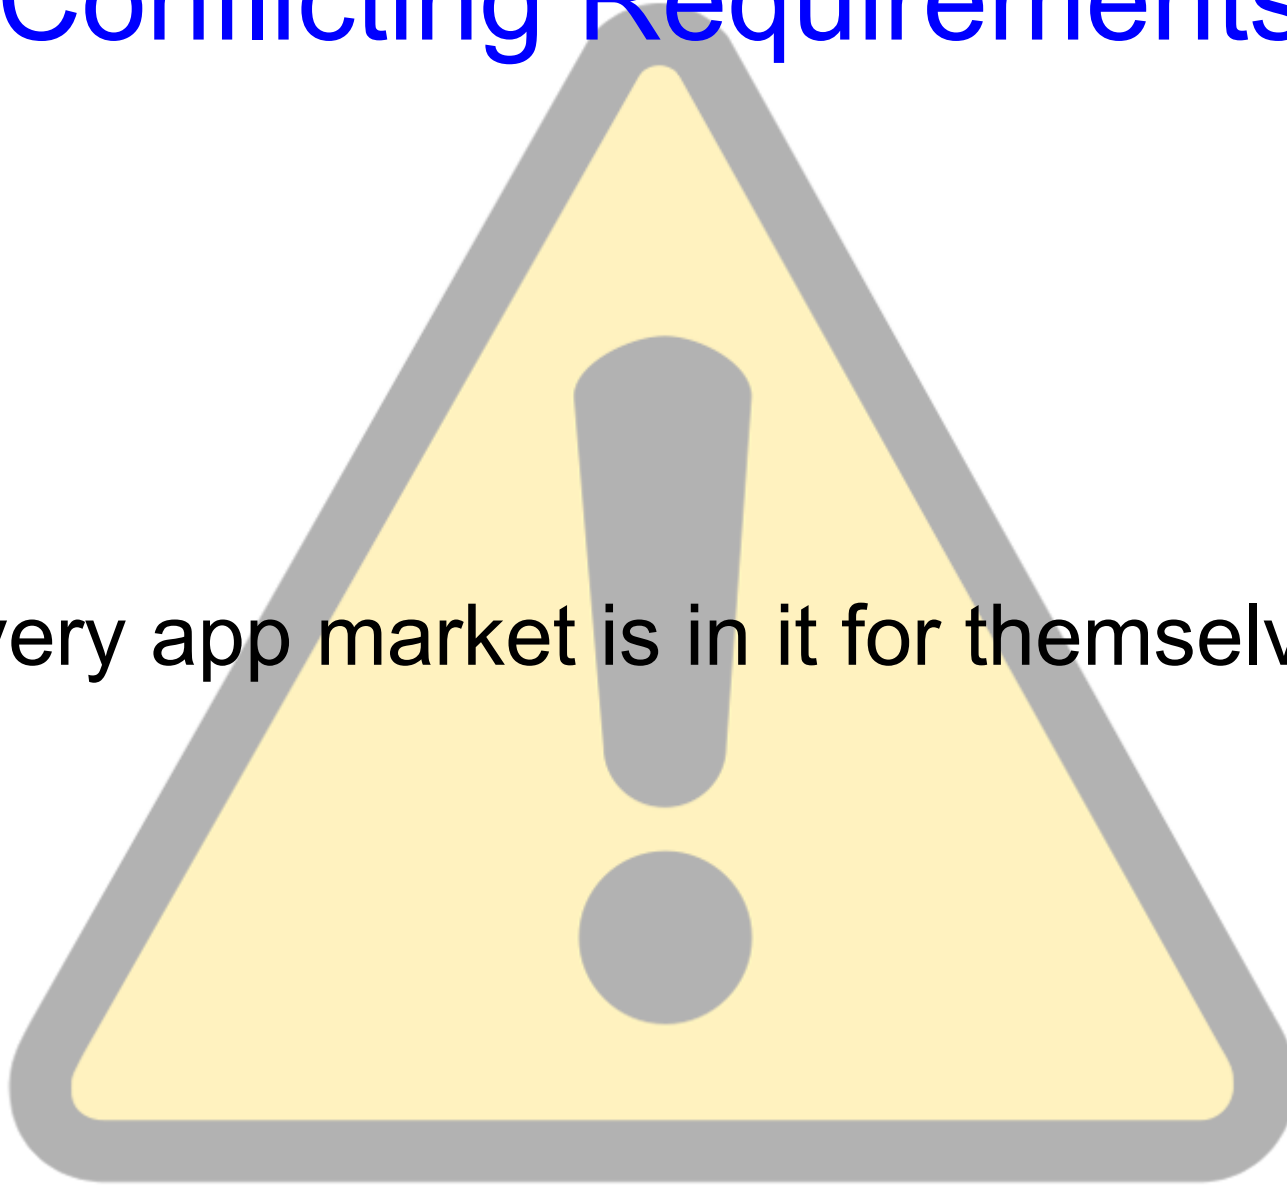 Conflicting Requirements
very app market is in it for themselv